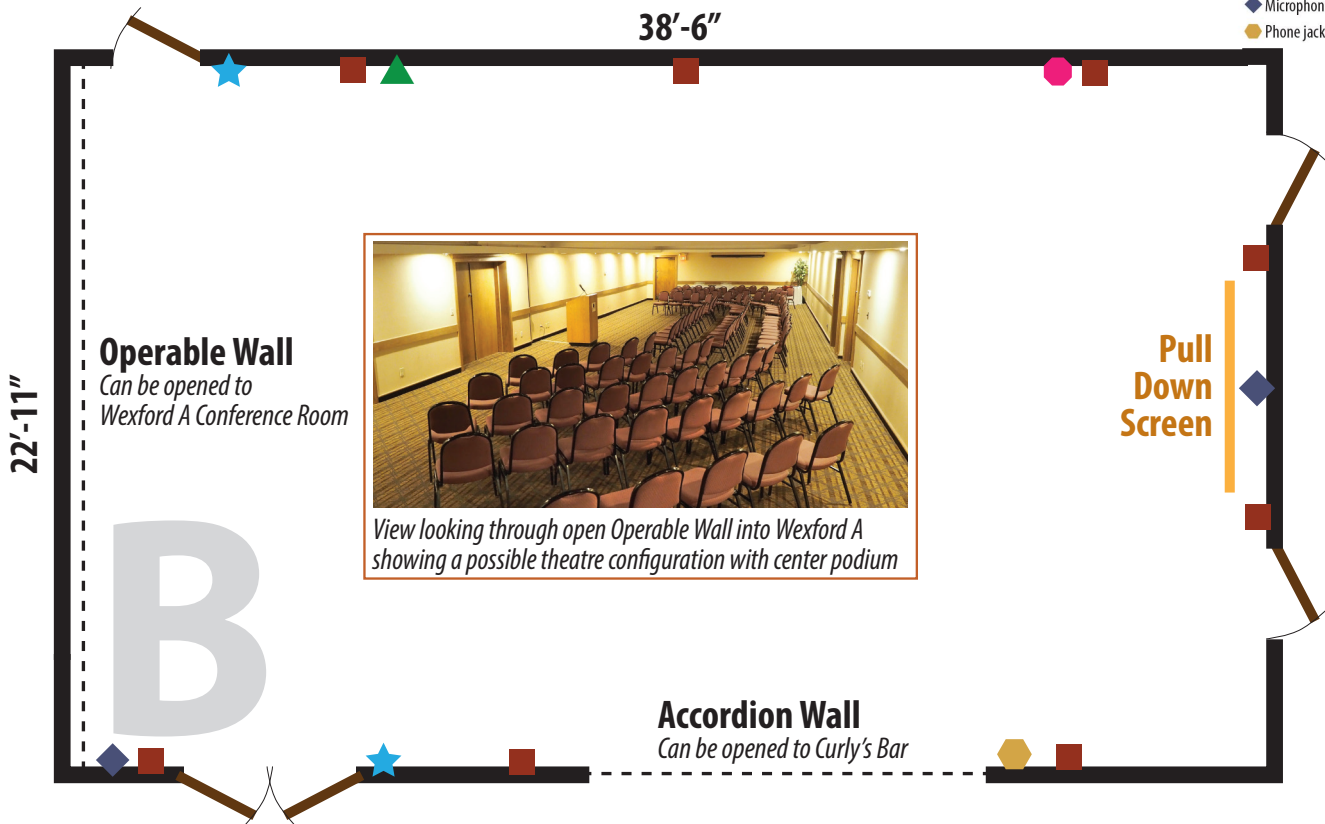 38’-6”
Microphon
Phone jack
Operable Wall
Can be opened to
Wexford A Conference Room
22’-11”
Pull
Down
Screen
View looking through open Operable Wall into Wexford A
showing a possible theatre configuration with center podium
B
Accordion Wall
Can be opened to Curly’s Bar